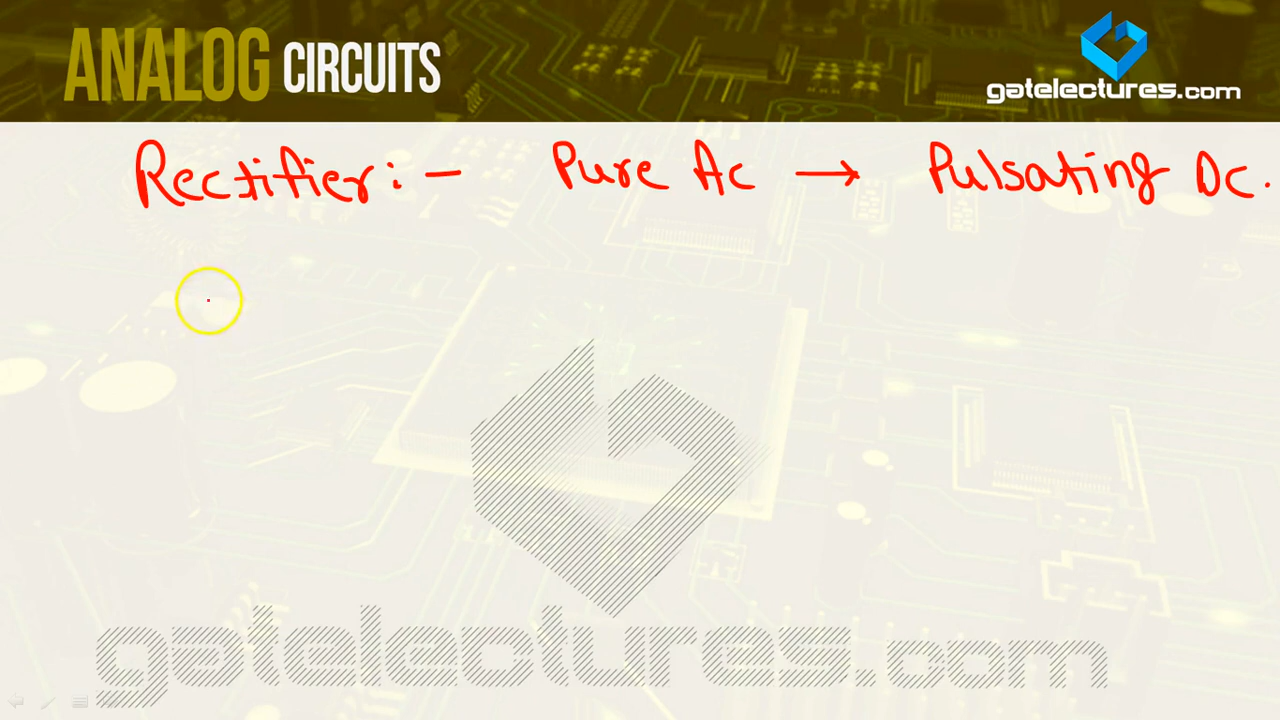 ANALOG CIRCUITS
gatelectures.com
Rectifier:- Pure Ac → Pulsating Dc.
gatelectures.com